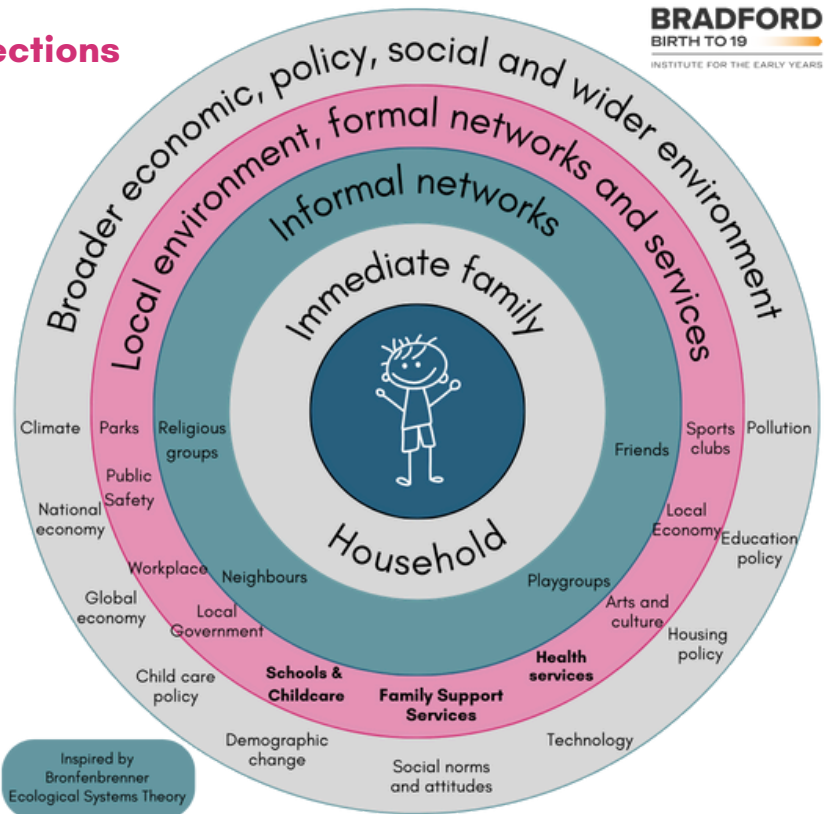 ections
BRADFORD
BIRTH TO 19
INSTITUTE FOR THE EARLY YEARS
Broader economic, policy, social and wider environment
Local environment, formal networks and services
Informal networks
Immediate family
Household
Climate
Parks
Religious
groups
Friends
Sports
clubs
Pollution
Public
Safety
National
economy
Local
Economy
Education
policy
Workplace
Neighbours
Playgroups
Global
economy
Local
Government
Arts and
culture
Housing
policy
Child care
policy
Schools &
Childcare
Family Support
Services
Health
services
Demographic
change
Social norms
and attitudes
Technology
Inspired by
Bronfenbrenner
Ecological Systems Theory